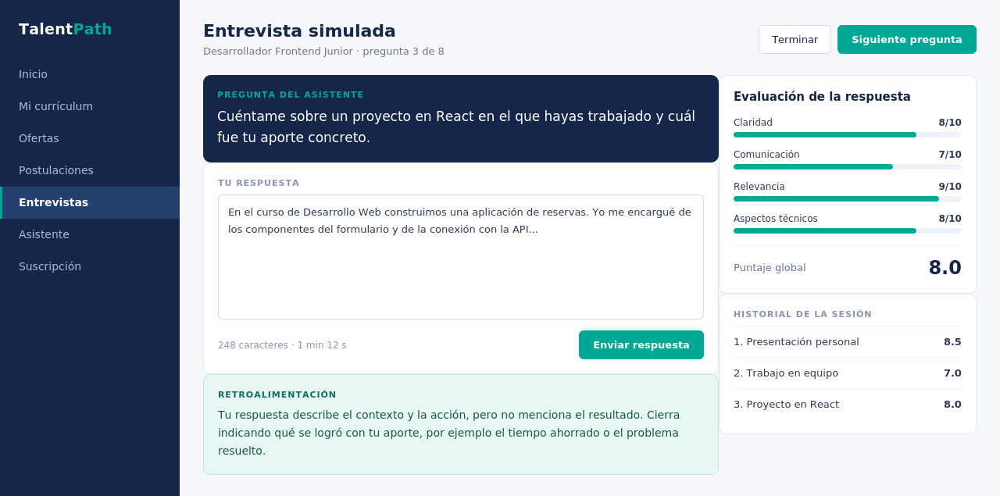 TalentPath
Inicio
Mi currículum
Ofertas
Postulaciones
Entrevistas
Asistente
Suscripción
Entrevista simulada
Desarrollador Frontend Junior · pregunta 3 de 8
Terminar
Siguiente pregunta
PREGUNTA DEL ASISTENTE
Cuéntame sobre un proyecto en React en el que hayas trabajado y cuál
fue tu aporte concreto.
TU RESPUESTA
En el curso de Desarrollo Web construimos una aplicación de reservas. Yo me encargué de
los componentes del formulario y de la conexión con la API...
248 caracteres · 1 min 12 s
Enviar respuesta
RETROALIMENTACIÓN
Tu respuesta describe el contexto y la acción, pero no menciona el resultado. Cierra
indicando qué se logró con tu aporte, por ejemplo el tiempo ahorrado o el problema
resuelto.
Evaluación de la respuesta
Claridad 8/10
Comunicación 7/10
Relevancia 9/10
Aspectos técnicos 8/10
Puntaje global 8.0
HISTORIAL DE LA SESIÓN
1. Presentación personal 8.5
2. Trabajo en equipo 7.0
3. Proyecto en React 8.0